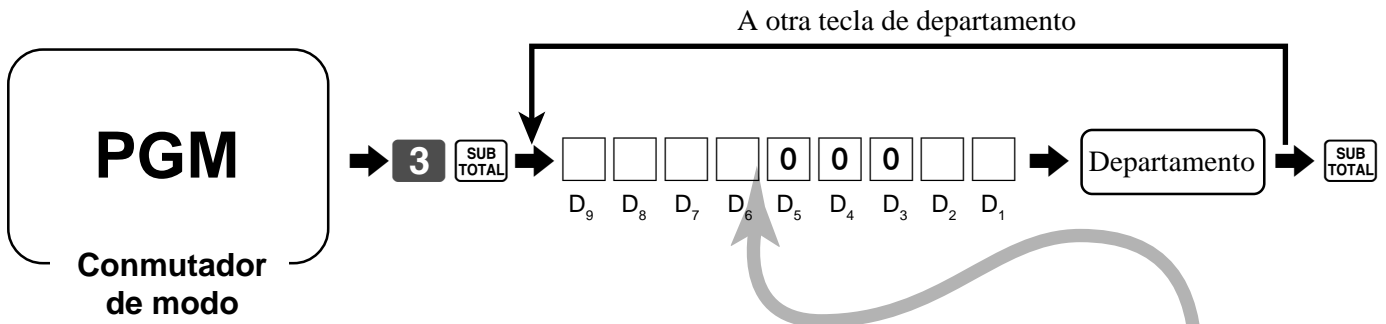 A otra tecla de departamento
PGM
3 SUB TOTAL 0 0 0 Departamento SUB TOTAL
D9 D8 D7 D6 D5 D4 D3 D2 D1
Conmutador
de modo